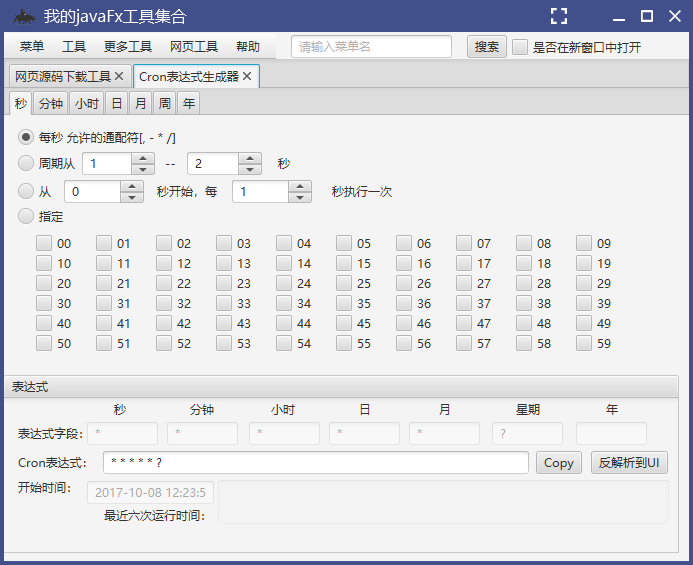 我的javaFx工具集合
菜单 工具 更多工具 网页工具 帮助 请输入菜单名 搜索 是否在新窗口中打开
网页源码下载工具 Cron表达式生成器
秒 分钟 小时 日 月 周 年
每秒 允许的通配符[, - * /]
周期从 1 -- 2 秒
从 0 秒开始，每 1 秒执行一次
指定
00 01 02 03 04 05 06 07 08 09
10 11 12 13 14 15 16 17 18 19
20 21 22 23 24 25 26 27 28 29
30 31 32 33 34 35 36 37 38 39
40 41 42 43 44 45 46 47 48 49
50 51 52 53 54 55 56 57 58 59
表达式
秒 分钟 小时 日 月 星期 年
表达式字段： * * * * * ?
Cron表达式： * * * * * ? Copy 反解析到UI
开始时间： 2017-10-08 12:23:5
最近六次运行时间：